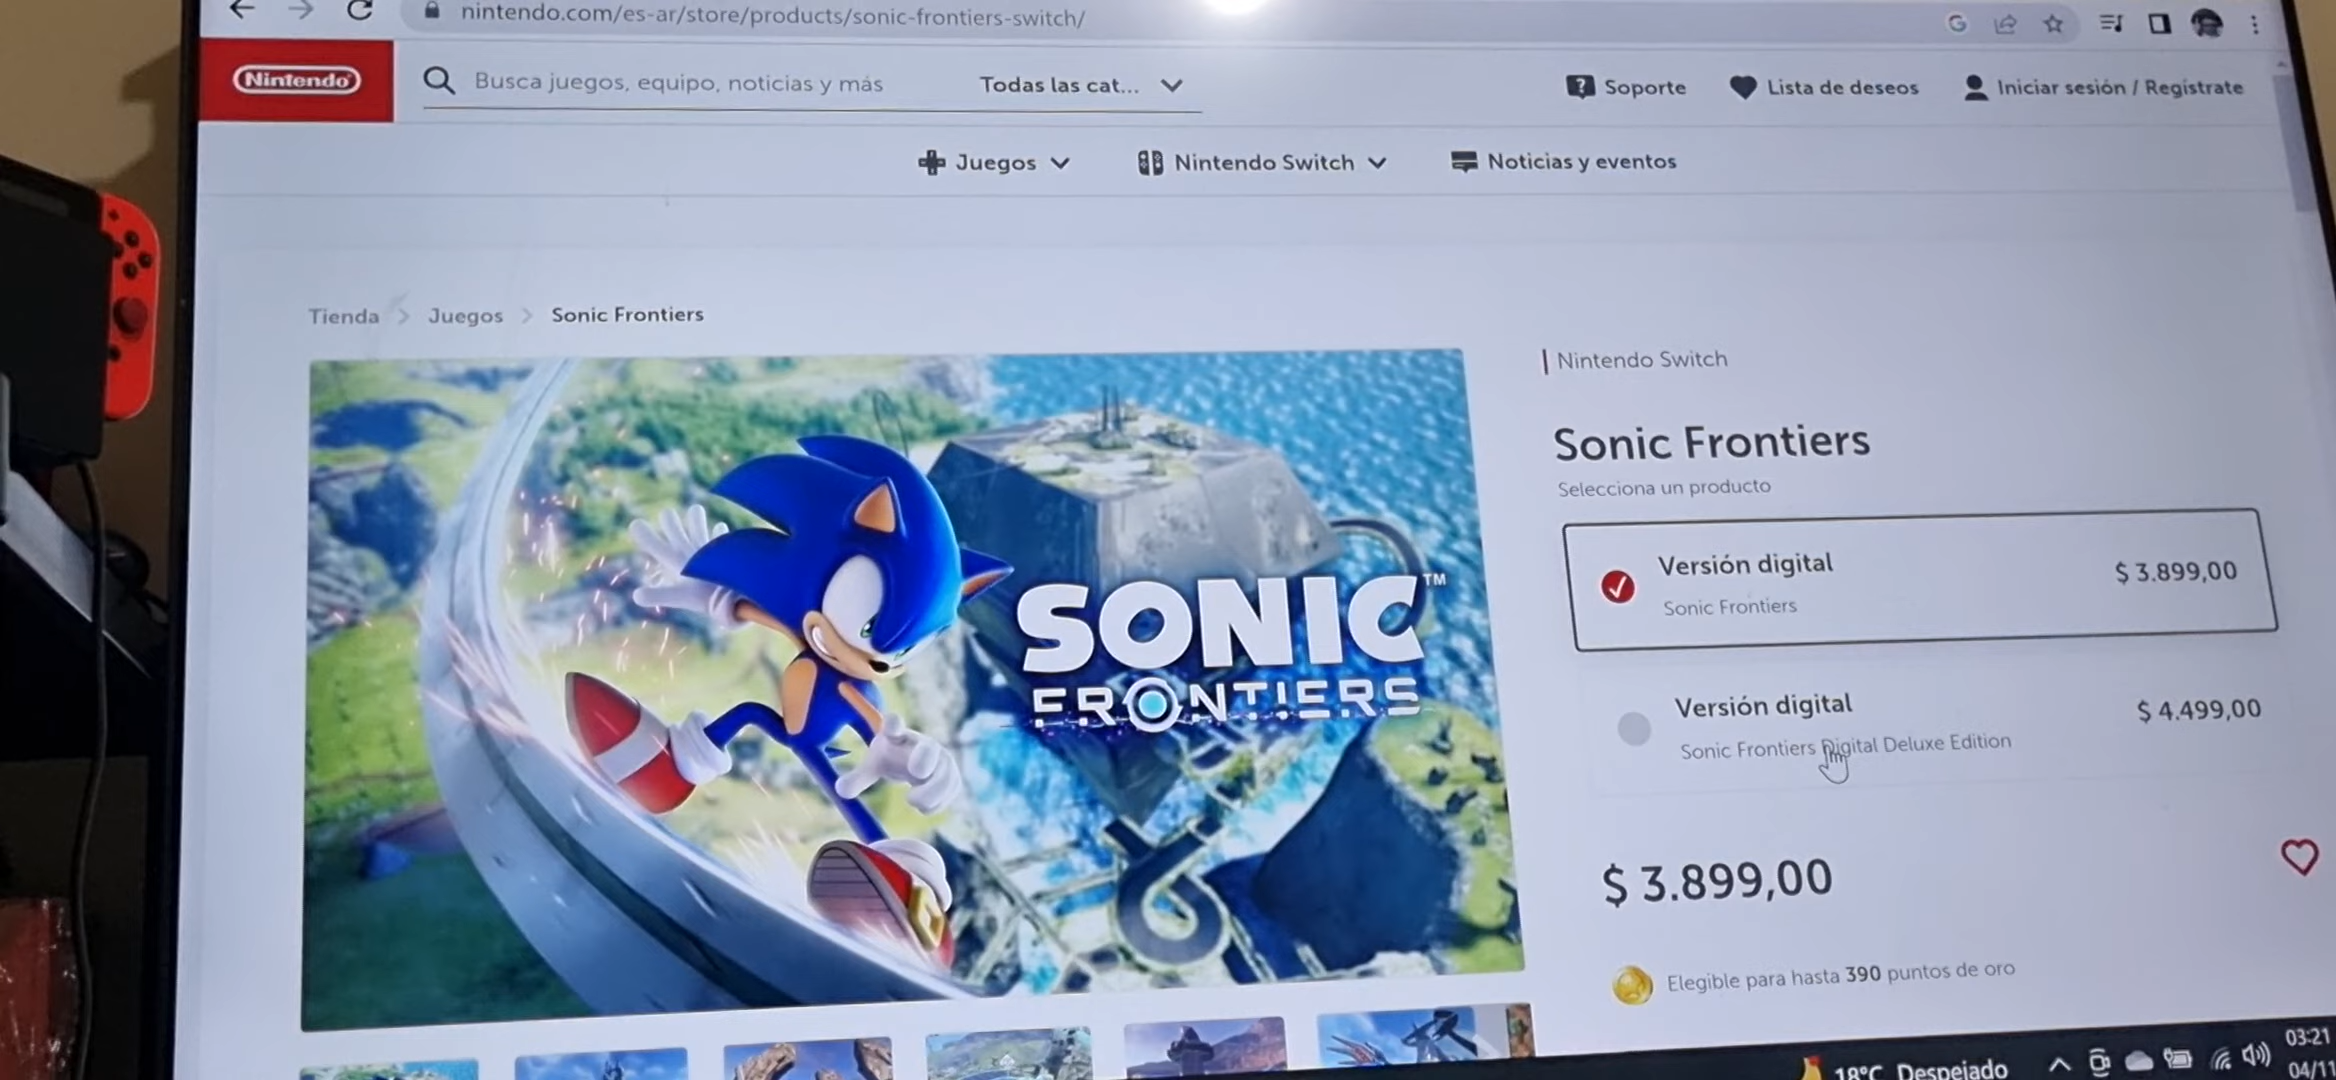 nintendo.com/es-ar/store/products/sonic-frontiers-switch/
Nintendo
Busca juegos, equipo, noticias y más
Todas las cat...
Soporte
Lista de deseos
Iniciar sesión / Regístrate
Juegos
Nintendo Switch
Noticias y eventos
Tienda > Juegos > Sonic Frontiers
SONIC™
FRONTIERS
Nintendo Switch
Sonic Frontiers
Selecciona un producto
Versión digital
$ 3.899,00
Sonic Frontiers
Versión digital
$ 4.499,00
Sonic Frontiers Digital Deluxe Edition
$ 3.899,00
Elegible para hasta 390 puntos de oro
18°C Despejado
03:21
04/11